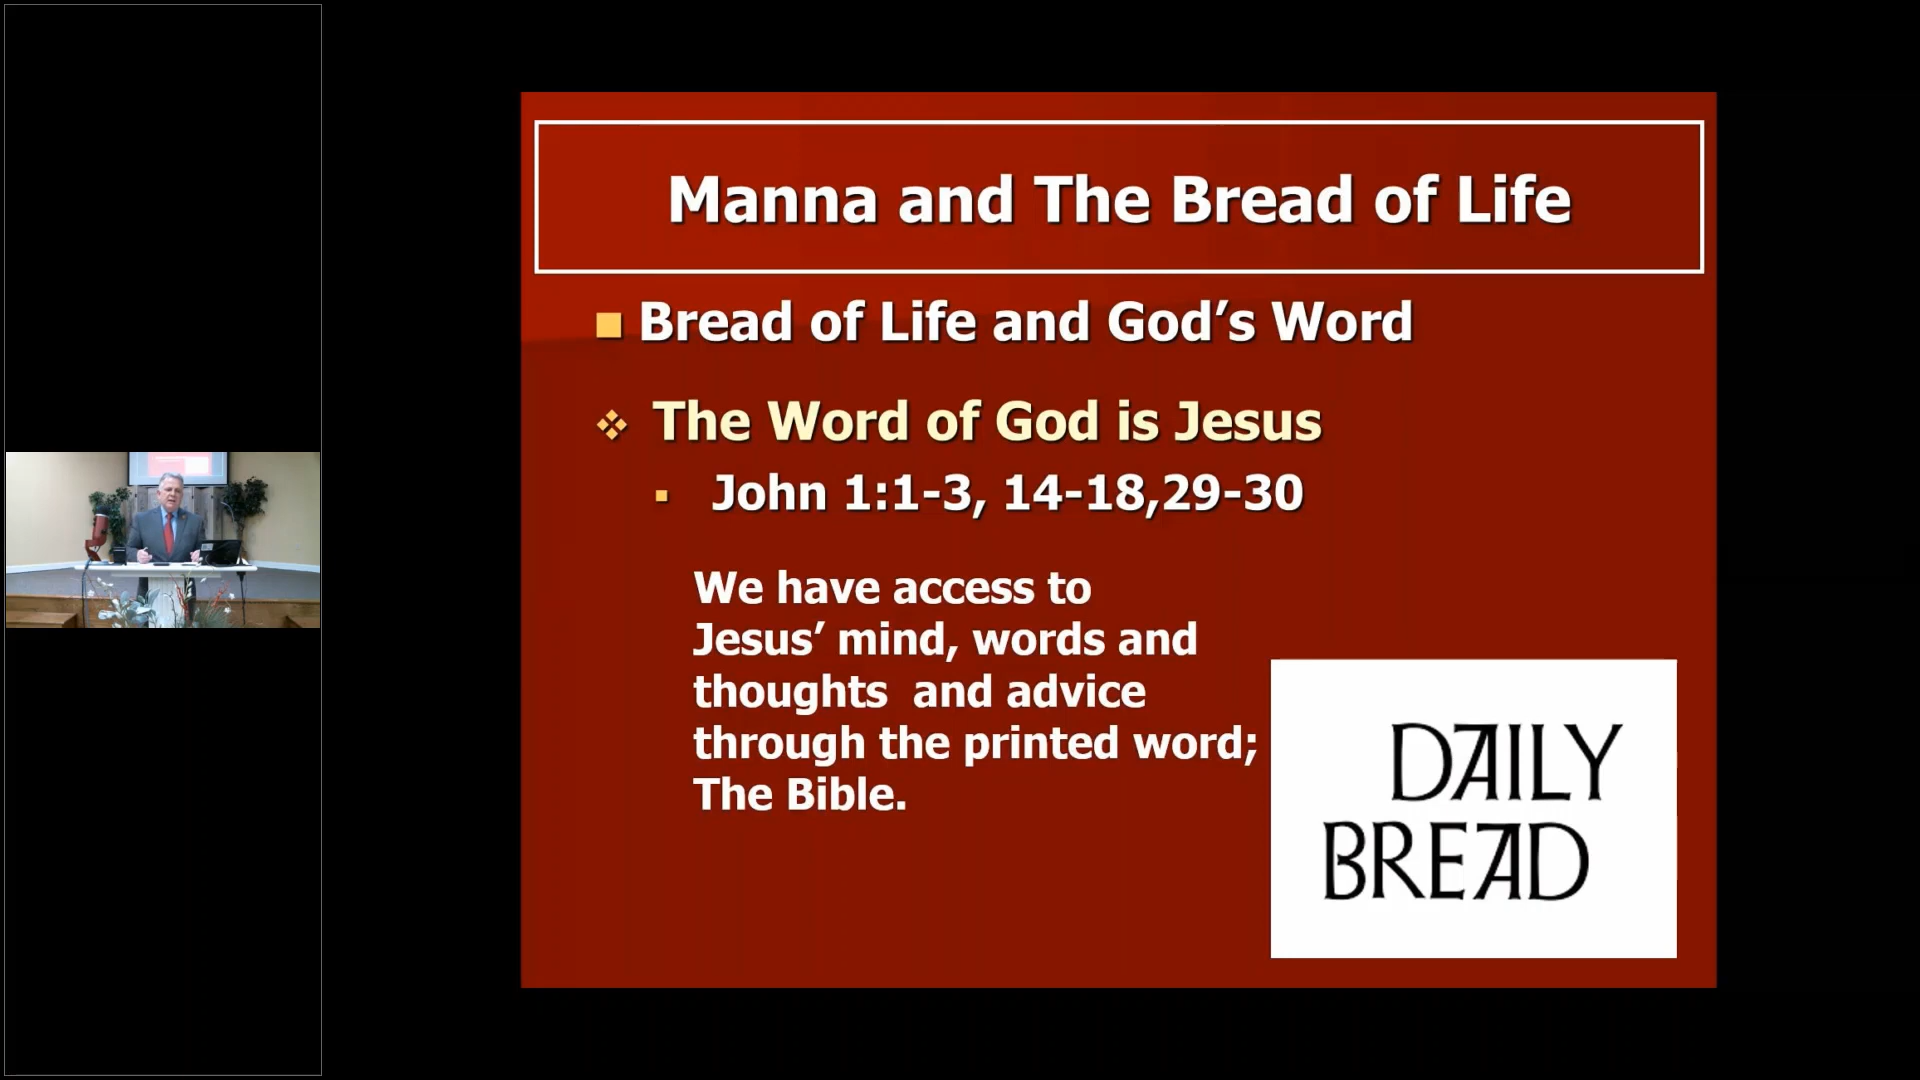 Manna and The Bread of Life
Bread of Life and God’s Word
The Word of God is Jesus
John 1:1-3, 14-18,29-30
We have access to
Jesus’ mind, words and
thoughts  and advice
through the printed word;
The Bible.
DAILY
BREAD